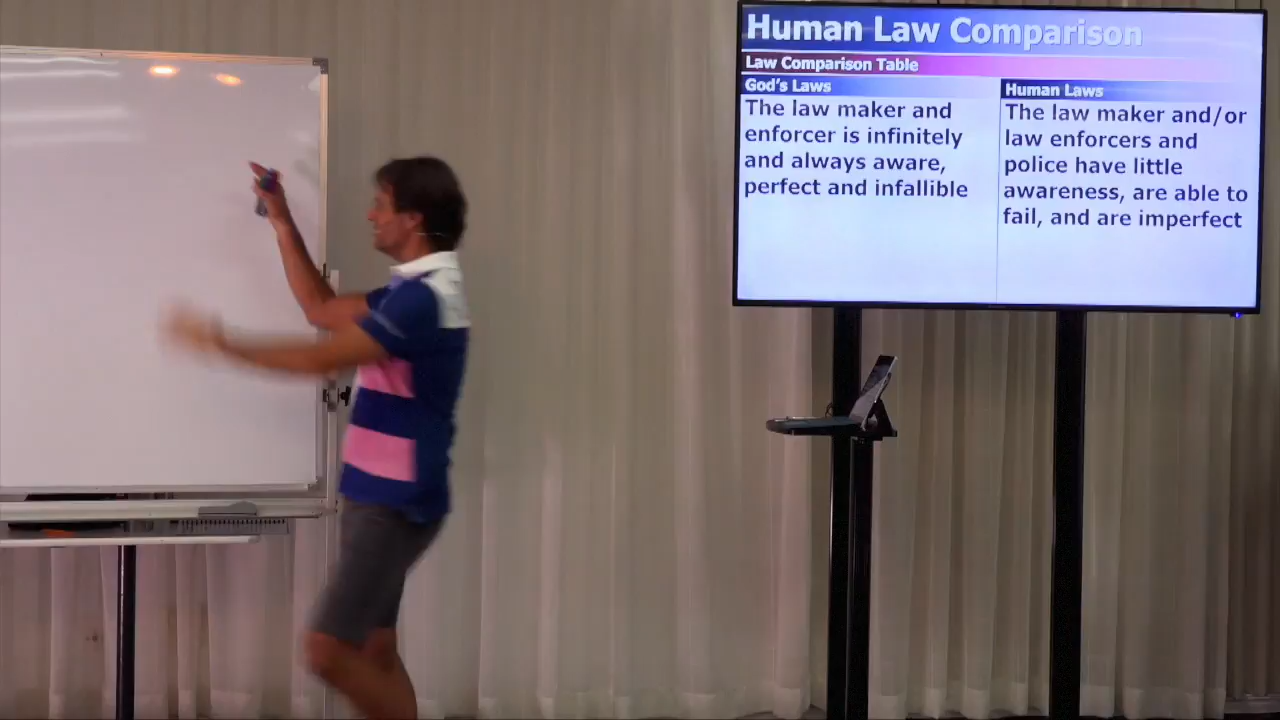 Human Law Comparison
Law Comparison Table
God's Laws
The law maker and
enforcer is infinitely
and always aware,
perfect and infallible
Human Laws
The law maker and/or
law enforcers and
police have little
awareness, are able to
fail, and are imperfect